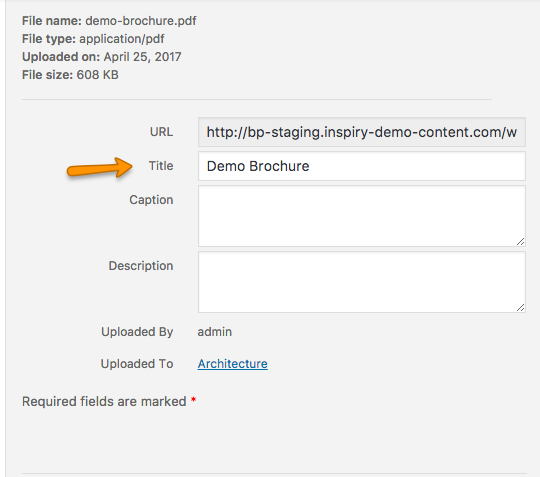 File name: demo-brochure.pdf
File type: application/pdf
Uploaded on: April 25, 2017
File size: 608 KB
URL http://bp-staging.inspiry-demo-content.com/w
Title Demo Brochure
Caption
Description
Uploaded By admin
Uploaded To Architecture
Required fields are marked *